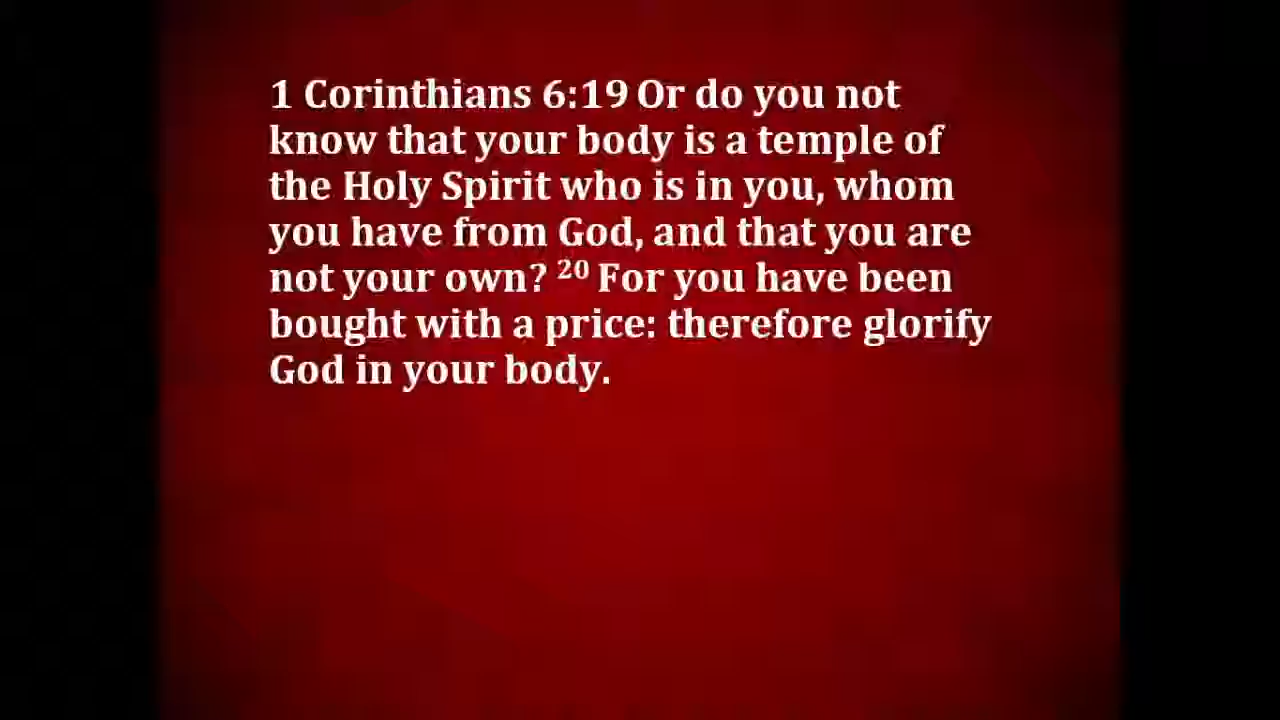 1 Corinthians 6:19 Or do you not
know that your body is a temple of
the Holy Spirit who is in you, whom
you have from God, and that you are
not your own? 20 For you have been
bought with a price: therefore glorify
God in your body.